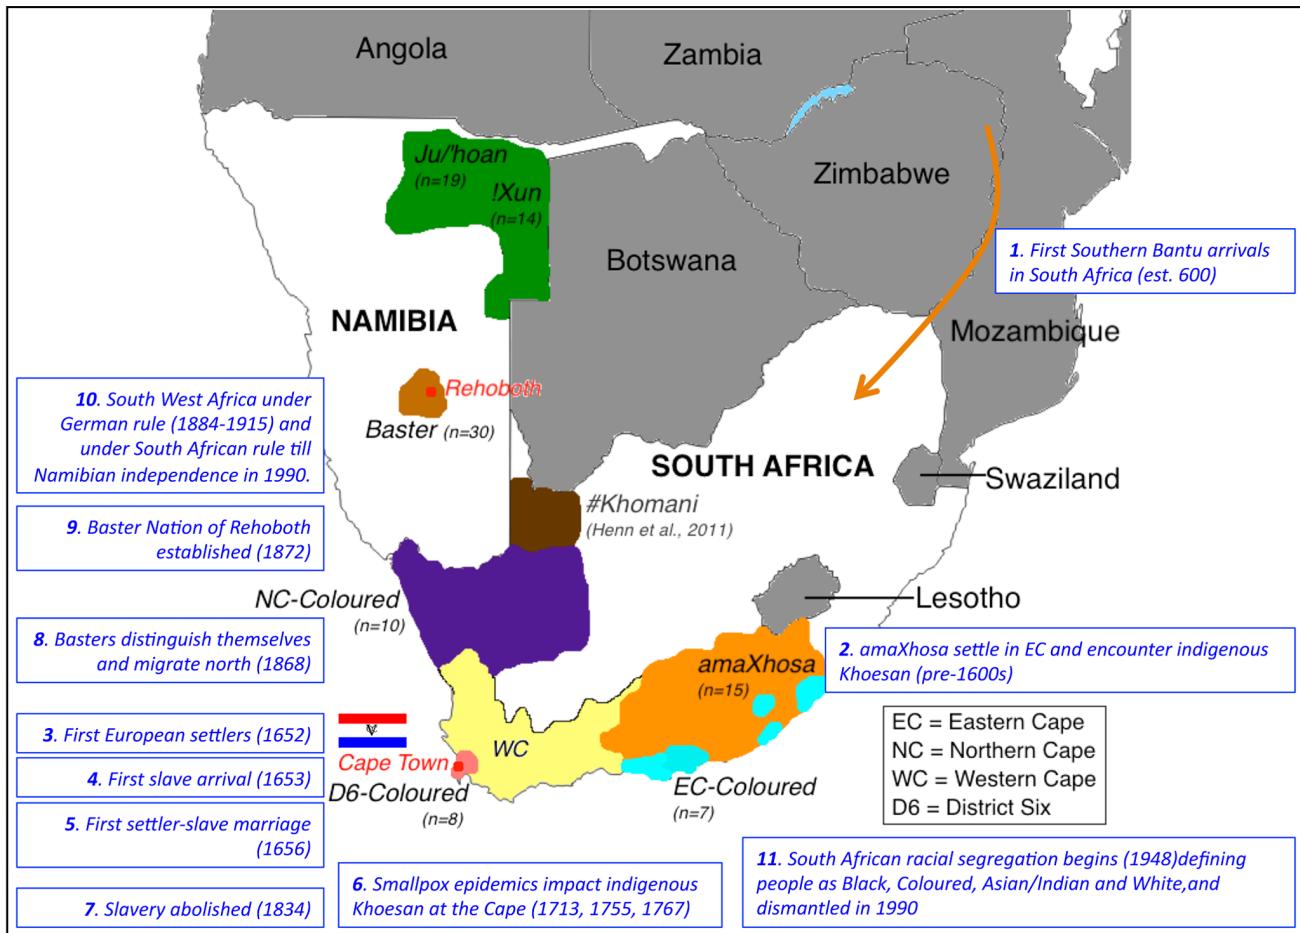 Angola
Zambia
Ju/'hoan
(n=19)
!Xun
(n=14)
Zimbabwe
Botswana
1. First Southern Bantu arrivals
in South Africa (est. 600)
NAMIBIA
Mozambique
Rehoboth
Baster (n=30)
10. South West Africa under
German rule (1884-1915) and
under South African rule till
Namibian independence in 1990.
SOUTH AFRICA
Swaziland
#Khomani
(Henn et al., 2011)
9. Baster Nation of Rehoboth
established (1872)
NC-Coloured
(n=10)
Lesotho
8. Basters distinguish themselves
and migrate north (1868)
amaXhosa
(n=15)
2. amaXhosa settle in EC and encounter indigenous
Khoesan (pre-1600s)
3. First European settlers (1652)
WC
Cape Town
4. First slave arrival (1653)
D6-Coloured
(n=8)
EC-Coloured
(n=7)
EC = Eastern Cape
NC = Northern Cape
WC = Western Cape
D6 = District Six
5. First settler-slave marriage
(1656)
6. Smallpox epidemics impact indigenous
Khoesan at the Cape (1713, 1755, 1767)
7. Slavery abolished (1834)
11. South African racial segregation begins (1948)defining
people as Black, Coloured, Asian/Indian and White,and
dismantled in 1990